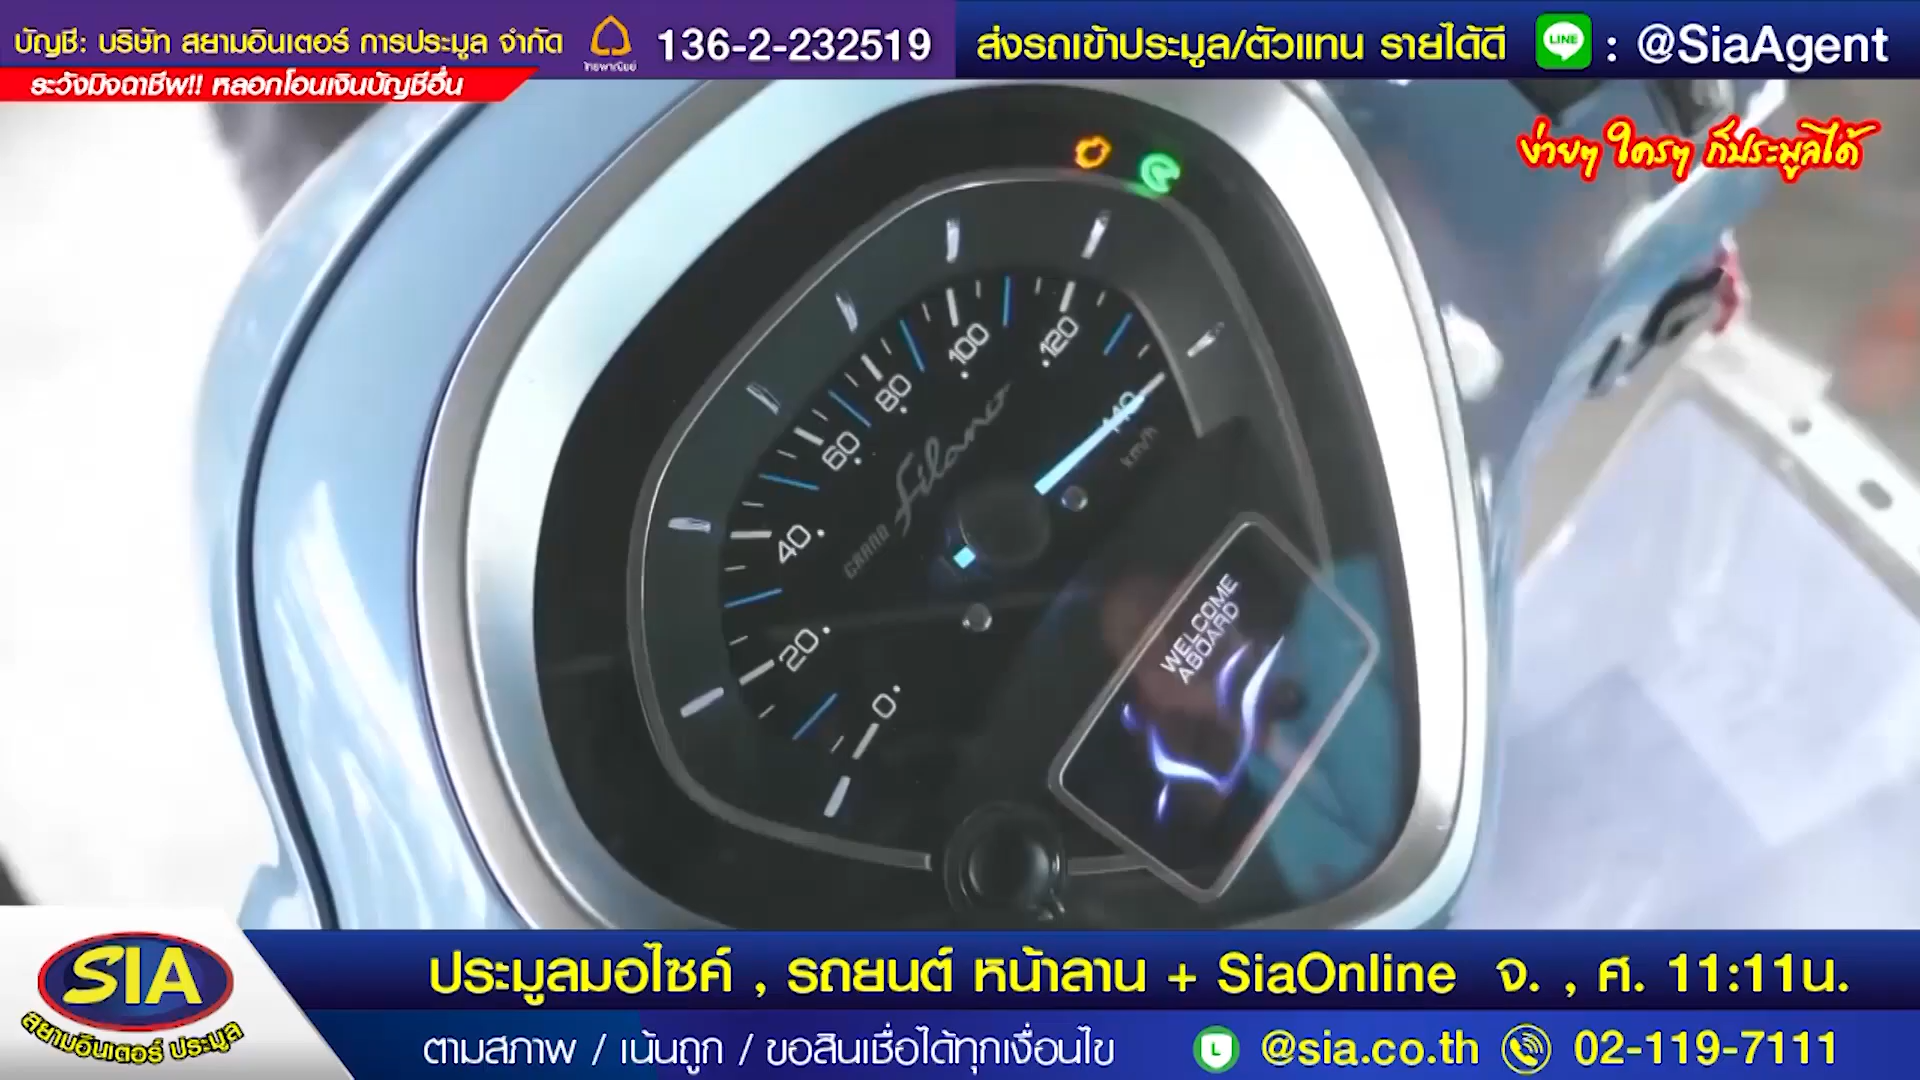 บัญชี: บริษัท สยามอินเตอร์ การประมูล จำกัด ไทยพาณิชย์ 136-2-232519
ส่งรถเข้าประมูล/ตัวแทน รายได้ดี LINE : @SiaAgent
ระวังมิจฉาชีพ!! หลอกโอนเงินบัญชีอื่น
ง่ายๆ ใครๆ ก็ประมูลได้
0
20
40
60
80
100
120
140
km/h
GRAND Filano
WELCOME
ABOARD
SIA
สยามอินเตอร์ ประมูล
ประมูลมอไซค์ , รถยนต์ หน้าลาน + SiaOnline จ. , ศ. 11:11น.
ตามสภาพ / เน้นถูก / ขอสินเชื่อได้ทุกเงื่อนไข @sia.co.th 02-119-7111